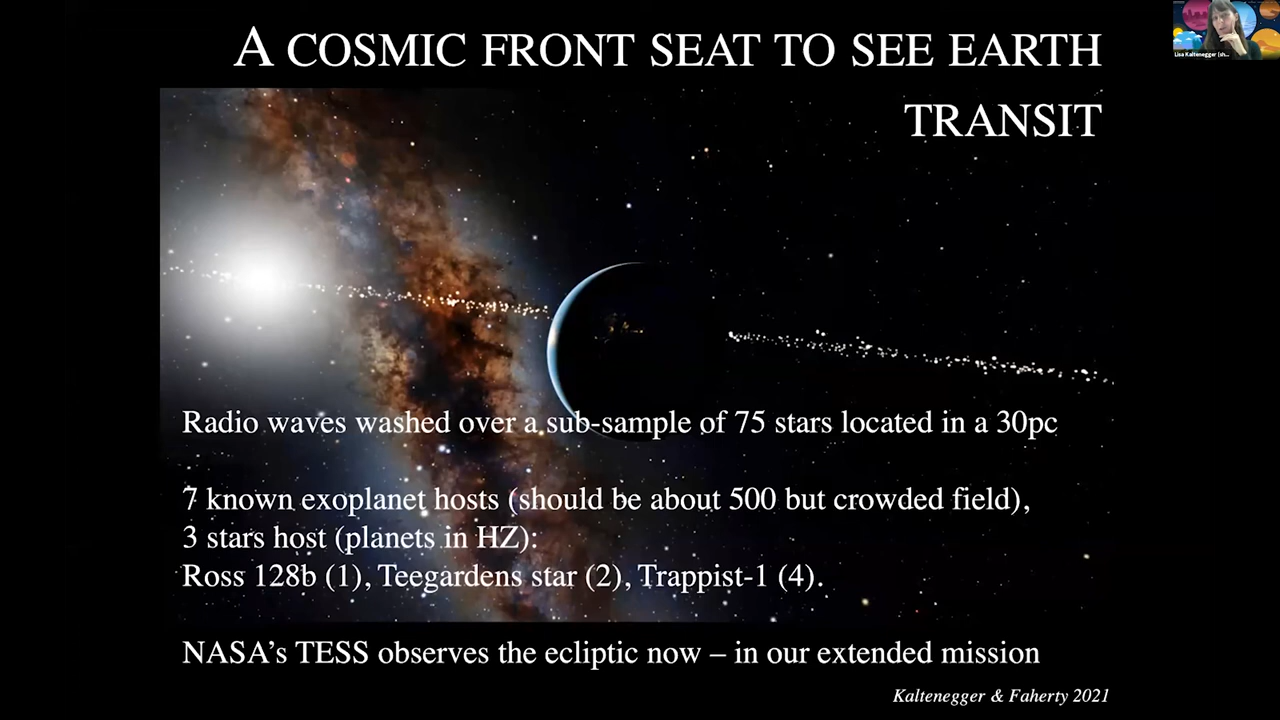 A COSMIC FRONT SEAT TO SEE EARTH
TRANSIT
Lisa Kaltenegger (sh...
Radio waves washed over a sub-sample of 75 stars located in a 30pc
7 known exoplanet hosts (should be about 500 but crowded field),
3 stars host (planets in HZ):
Ross 128b (1), Teegardens star (2), Trappist-1 (4).
NASA’s TESS observes the ecliptic now – in our extended mission
Kaltenegger & Faherty 2021